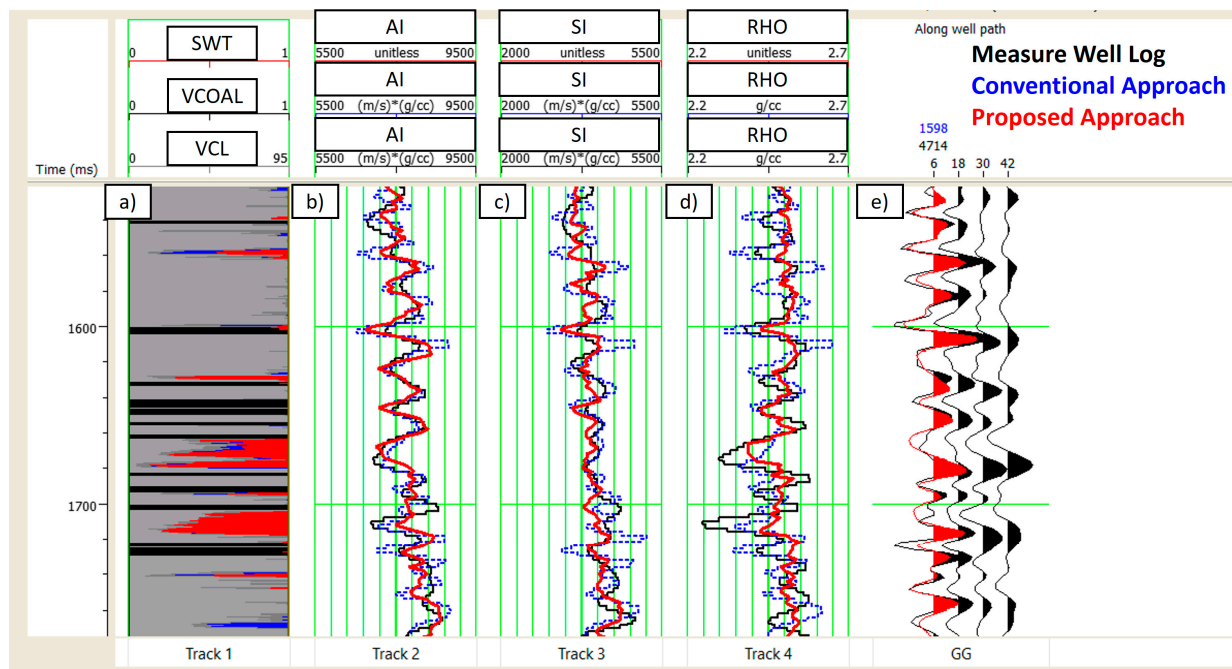 SWT
0 1
VCOAL
0 1
VCL
0 95
Time (ms)
AI
5500 unitless 9500
AI
5500 (m/s)*(g/cc) 9500
AI
5500 (m/s)*(g/cc) 9500
SI
2000 unitless 5500
SI
2000 (m/s)*(g/cc) 5500
SI
2000 (m/s)*(g/cc) 5500
RHO
2.2 unitless 2.7
RHO
2.2 g/cc 2.7
RHO
2.2 g/cc 2.7
Along well path
Measure Well Log
Conventional Approach
Proposed Approach
1598
4714
6 18 30 42
a)
b)
c)
d)
e)
1600
1700
Track 1
Track 2
Track 3
Track 4
GG